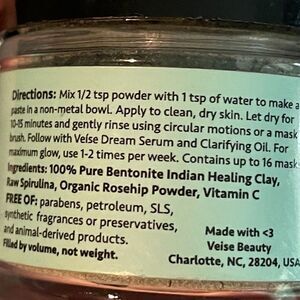 Directions: Mix 1/2 tsp powder with 1 tsp of water to make a
paste in a non-metal bowl. Apply to clean, dry skin. Let dry for
10-15 minutes and gently rinse using circular motions or a mask
brush. Follow with Veise Dream Serum and Clarifying Oil. For
maximum glow, use 1-2 times per week. Contains up to 16 mask
Ingredients: 100% Pure Bentonite Indian Healing Clay,
Raw Spirulina, Organic Rosehip Powder, Vitamin C
FREE OF: parabens, petroleum, SLS,
synthetic fragrances or preservatives,
and animal-derived products.
Filled by volume, not weight.
Made with <3
Veise Beauty
Charlotte, NC, 28204, USA